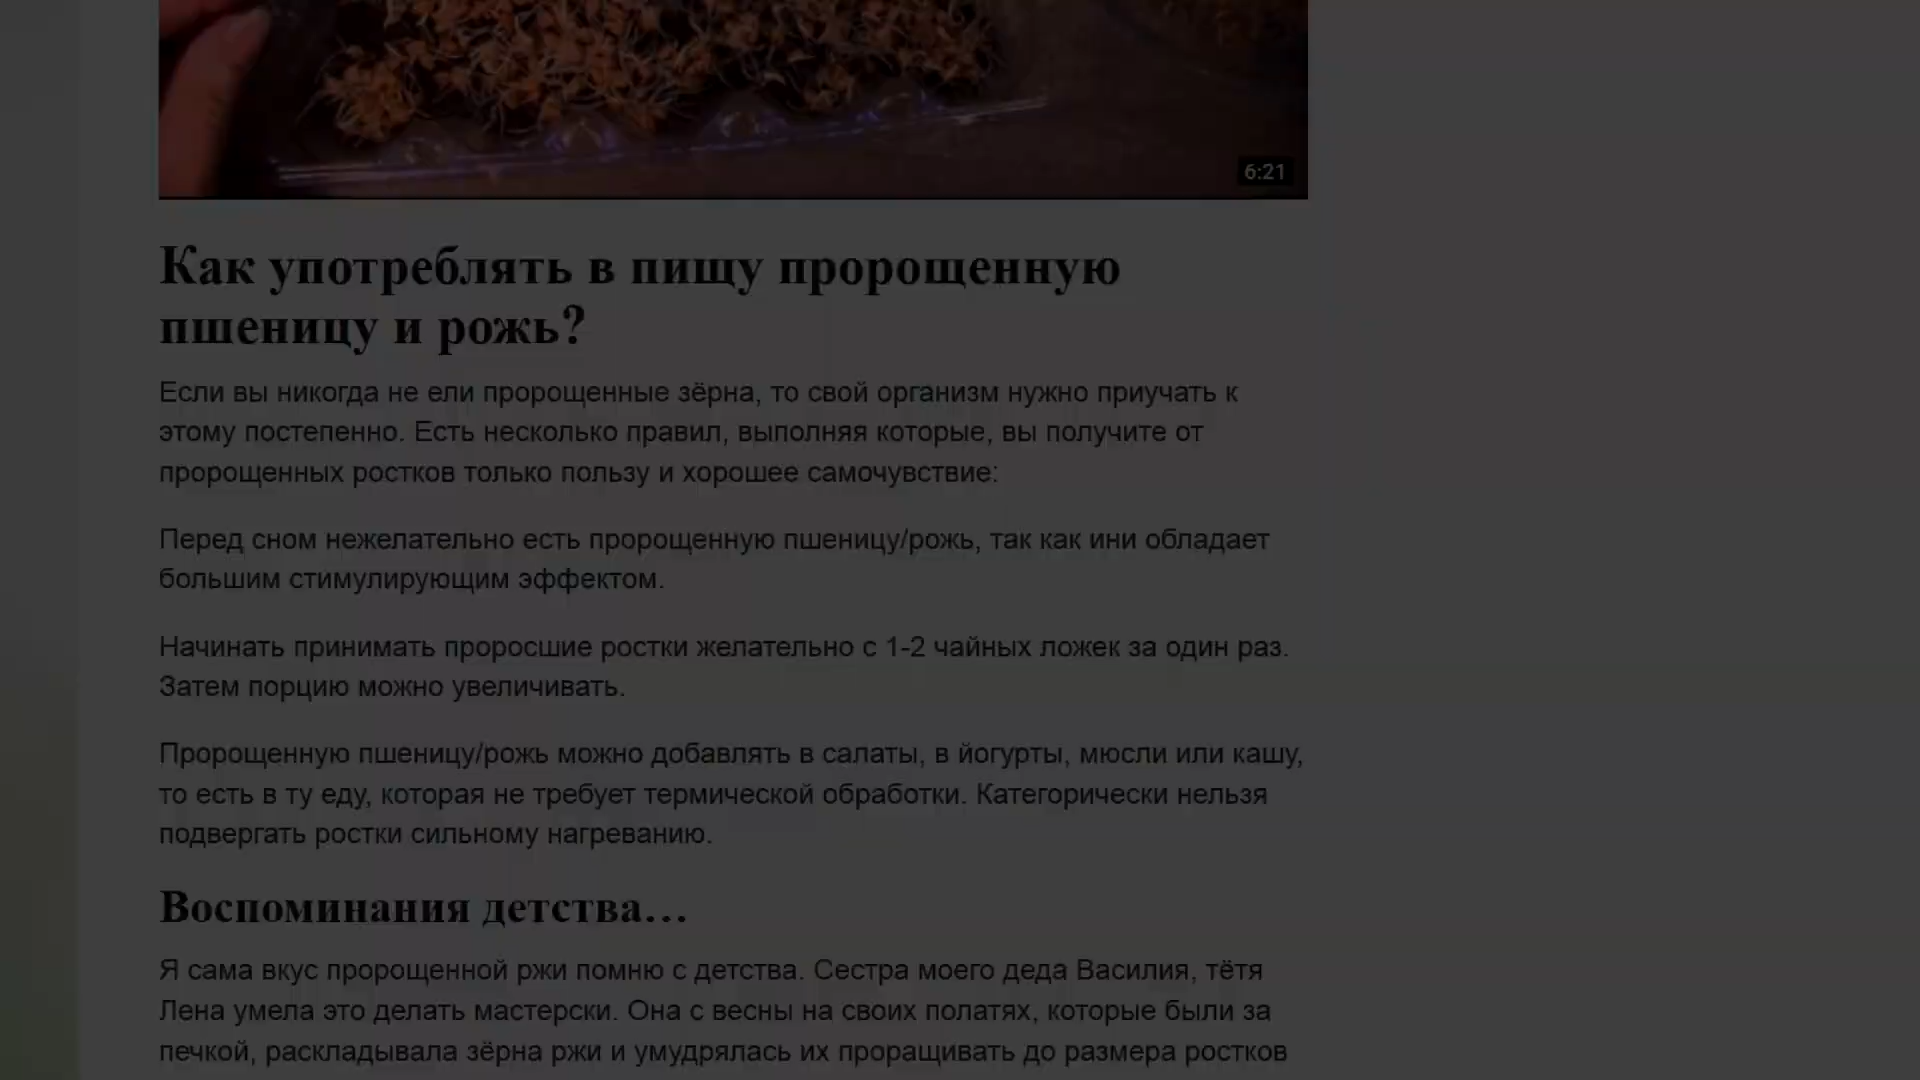 6:21
Как употреблять в пищу пророщенную
пшеницу и рожь?
Если вы никогда не ели пророщенные зёрна, то свой организм нужно приучать к
этому постепенно. Есть несколько правил, выполняя которые, вы получите от
пророщенных ростков только пользу и хорошее самочувствие:
Перед сном нежелательно есть пророщенную пшеницу/рожь, так как ини обладает
большим стимулирующим эффектом.
Начинать принимать проросшие ростки желательно с 1-2 чайных ложек за один раз.
Затем порцию можно увеличивать.
Пророщенную пшеницу/рожь можно добавлять в салаты, в йогурты, мюсли или кашу,
то есть в ту еду, которая не требует термической обработки. Категорически нельзя
подвергать ростки сильному нагреванию.
Воспоминания детства…
Я сама вкус пророщенной ржи помню с детства. Сестра моего деда Василия, тётя
Лена умела это делать мастерски. Она с весны на своих полатях, которые были за
печкой, раскладывала зёрна ржи и умудрялась их проращивать до размера ростков